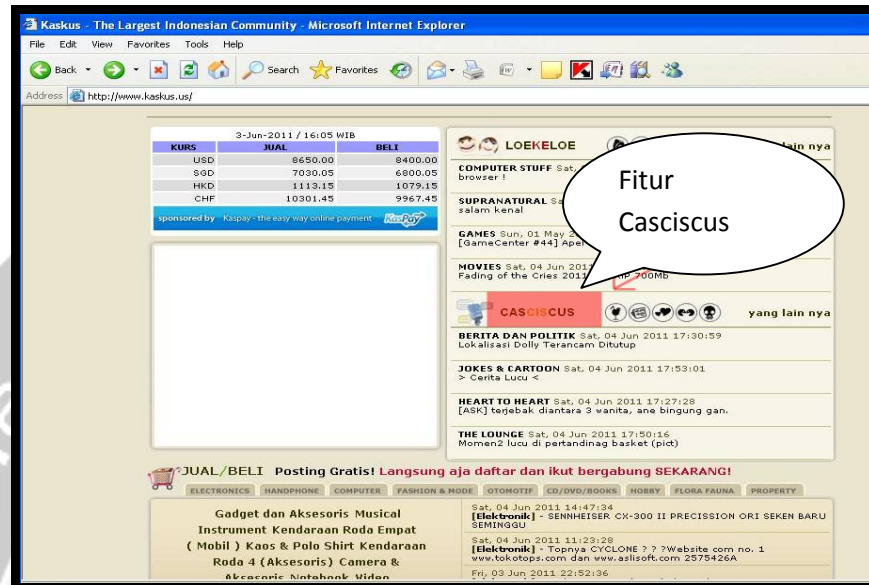 Kaskus - The Largest Indonesian Community - Microsoft Internet Explorer
File Edit View Favorites Tools Help
Back Search Favorites
Address http://www.kaskus.us/
3-Jun-2011 / 16:05 WIB
KURS JUAL BELI
USD 8650.00 8400.00
SGD 7030.05 6800.05
HKD 1113.15 1079.15
CHF 10301.45 9967.45
sponsored by Kaspay - the easy way online payment KasPay
LOEKELOE lain nya
COMPUTER STUFF Sat,
browser !
SUPRANATURAL
salam kenal
GAMES Sun, 01 May
[GameCenter #44]
MOVIES Sat, 04 Jun 2011
Fading of the Cries 2011 700Mb
Fitur
Casciscus
CASCISCUS yang lain nya
BERITA DAN POLITIK Sat, 04 Jun 2011 17:30:59
Lokalisasi Dolly Terancam Ditutup
JOKES & CARTOON Sat, 04 Jun 2011 17:53:01
> Cerita Lucu <
HEART TO HEART Sat, 04 Jun 2011 17:27:28
[ASK] terjebak diantara 3 wanita, ane bingung gan.
THE LOUNGE Sat, 04 Jun 2011 17:50:16
Momen2 lucu di pertandingan basket (pict)
JUAL/BELI Posting Gratis! Langsung aja daftar dan ikut bergabung SEKARANG!
ELECTRONICS HANDPHONE COMPUTER FASHION & MODE OTOMOTIF CD/DVD/BOOKS HOBBY FLORA FAUNA PROPERTY
Gadget dan Aksesoris Musical
Instrument Kendaraan Roda Empat
( Mobil ) Kaos & Polo Shirt Kendaraan
Roda 4 (Aksesoris) Camera &
Aksesoris Notebook Video
Sat, 04 Jun 2011 14:47:34
[Elektronik] - SENNHEISER CX-300 II PRECISSION ORI SEKEN BARU
SEMINGGU
Sat, 04 Jun 2011 11:23:28
[Elektronik] - Topnya CYCLONE ? ? ?Website com no. 1
www.tokotops.com dan www.aslisoft.com 2575426A
Fri, 03 Jun 2011 22:52:36